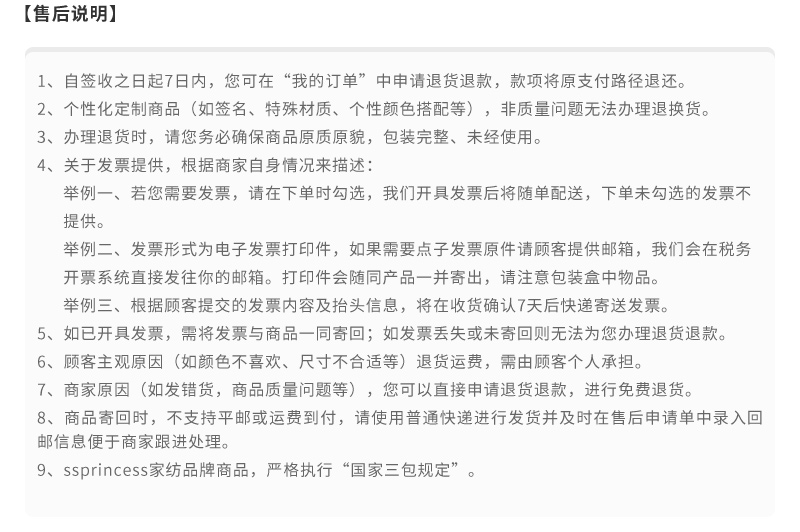 【售后说明】
1、自签收之日起7日内，您可在“我的订单”中申请退货退款，款项将原支付路径退还。
2、个性化定制商品（如签名、特殊材质、个性颜色搭配等），非质量问题无法办理退换货。
3、办理退货时，请您务必确保商品原质原貌，包装完整、未经使用。
4、关于发票提供，根据商家自身情况来描述：
举例一、若您需要发票，请在下单时勾选，我们开具发票后将随单配送，下单未勾选的发票不
提供。
举例二、发票形式为电子发票打印件，如果需要点子发票原件请顾客提供邮箱，我们会在税务
开票系统直接发往你的邮箱。打印件会随同产品一并寄出，请注意包装盒中物品。
举例三、根据顾客提交的发票内容及抬头信息，将在收货确认7天后快递寄送发票。
5、如已开具发票，需将发票与商品一同寄回；如发票丢失或未寄回则无法为您办理退货退款。
6、顾客主观原因（如颜色不喜欢、尺寸不合适等）退货运费，需由顾客个人承担。
7、商家原因（如发错货，商品质量问题等），您可以直接申请退货退款，进行免费退货。
8、商品寄回时，不支持平邮或运费到付，请使用普通快递进行发货并及时在售后申请单中录入回
邮信息便于商家跟进处理。
9、ssprincess家纺品牌商品，严格执行“国家三包规定”。